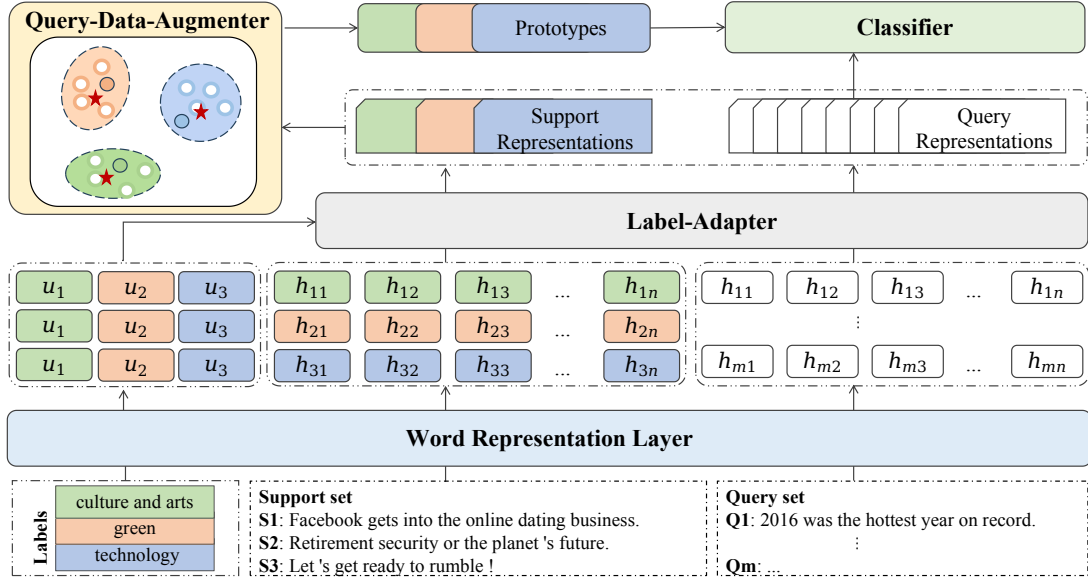 Query-Data-Augmenter
Prototypes
Classifier
Support
Representations
Query
Representations
Label-Adapter
u₁ u₂ u₃ h₁₁ h₁₂ h₁₃ ... h₁ₙ h₁₁ h₁₂ h₁₃ ... h₁ₙ
u₁ u₂ u₃ h₂₁ h₂₂ h₂₃ ... h₂ₙ ⋮
u₁ u₂ u₃ h₃₁ h₃₂ h₃₃ ... h₃ₙ hₘ₁ hₘ₂ hₘ₃ ... hₘₙ
Word Representation Layer
Labels
culture and arts
green
technology
Support set
S1: Facebook gets into the online dating business.
S2: Retirement security or the planet 's future.
S3: Let 's get ready to rumble !
Query set
Q1: 2016 was the hottest year on record.
⋮
Qm: ...